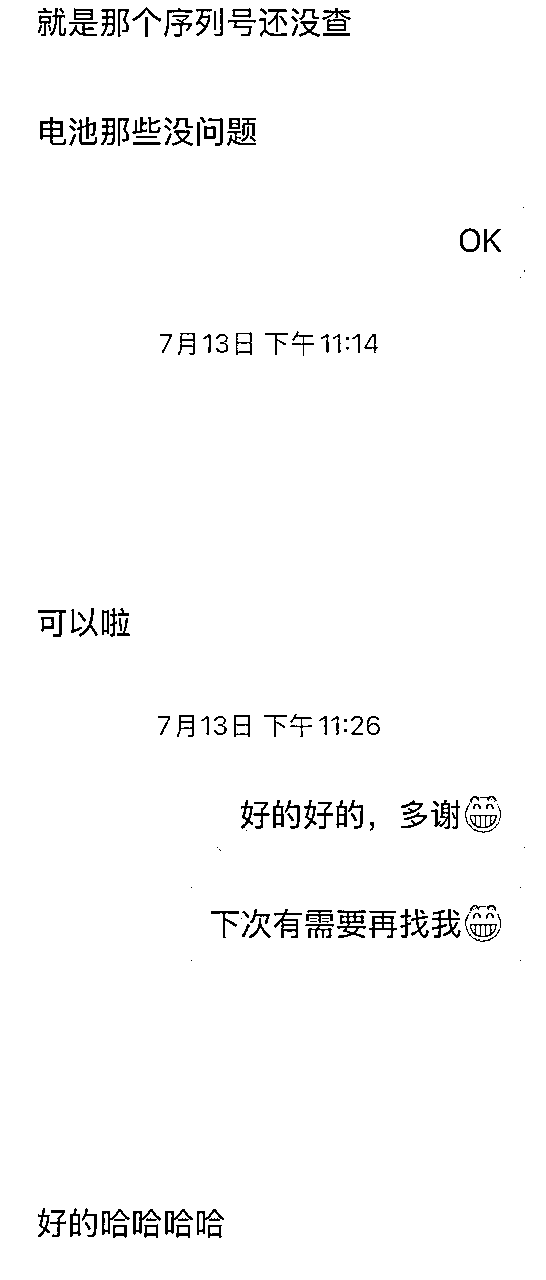 就是那个序列号还没查
电池那些没问题
OK
7月13日 下午11:14
可以啦
7月13日 下午11:26
好的好的，多谢😁
下次有需要再找我😁
好的哈哈哈哈